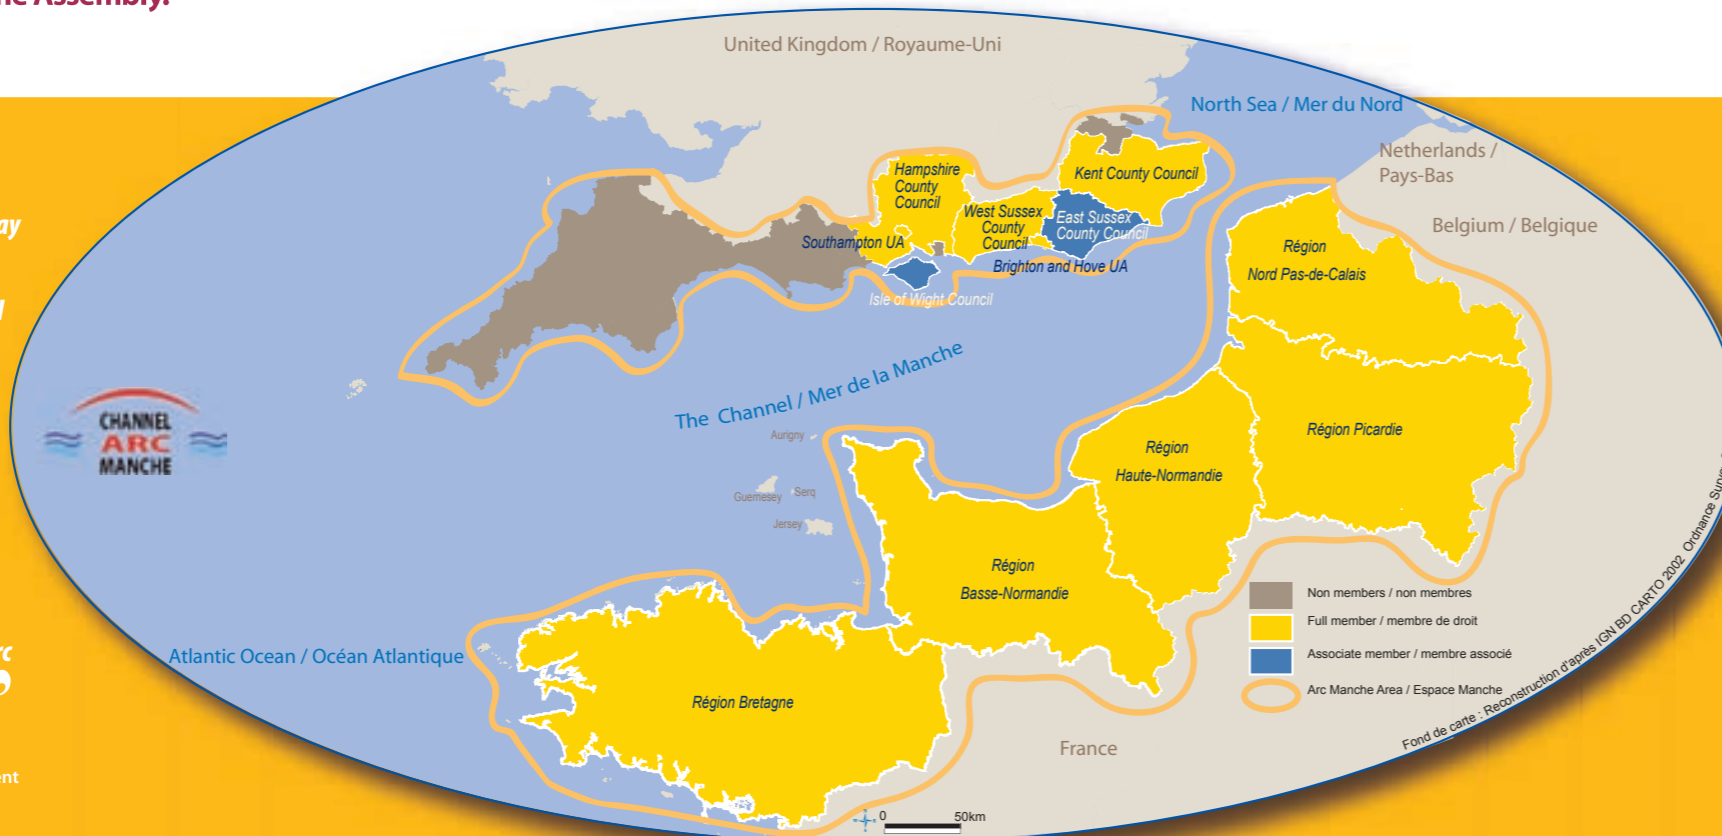 ne Assembly.
United Kingdom / Royaume-Uni
North Sea / Mer du Nord
Netherlands /
Pays-Bas
Belgium / Belgique
Hampshire
County
Council
Kent County Council
West Sussex
County
Council
East Sussex
County Council
Southampton UA
Brighton and Hove UA
Isle of Wight Council
Région
Nord Pas-de-Calais
The Channel / Mer de la Manche
CHANNEL
ARC
MANCHE
Aurigny
Guernesey
Serq
Jersey
Région Picardie
Région
Haute-Normandie
Région
Basse-Normandie
Atlantic Ocean / Océan Atlantique
Région Bretagne
France
Non members / non membres
Full member / membre de droit
Associate member / membre associé
Arc Manche Area / Espace Manche
Fond de carte : Reconstruction d'après IGN BD CARTO 2002 Ordnance
0 50km
ay
rc
ent